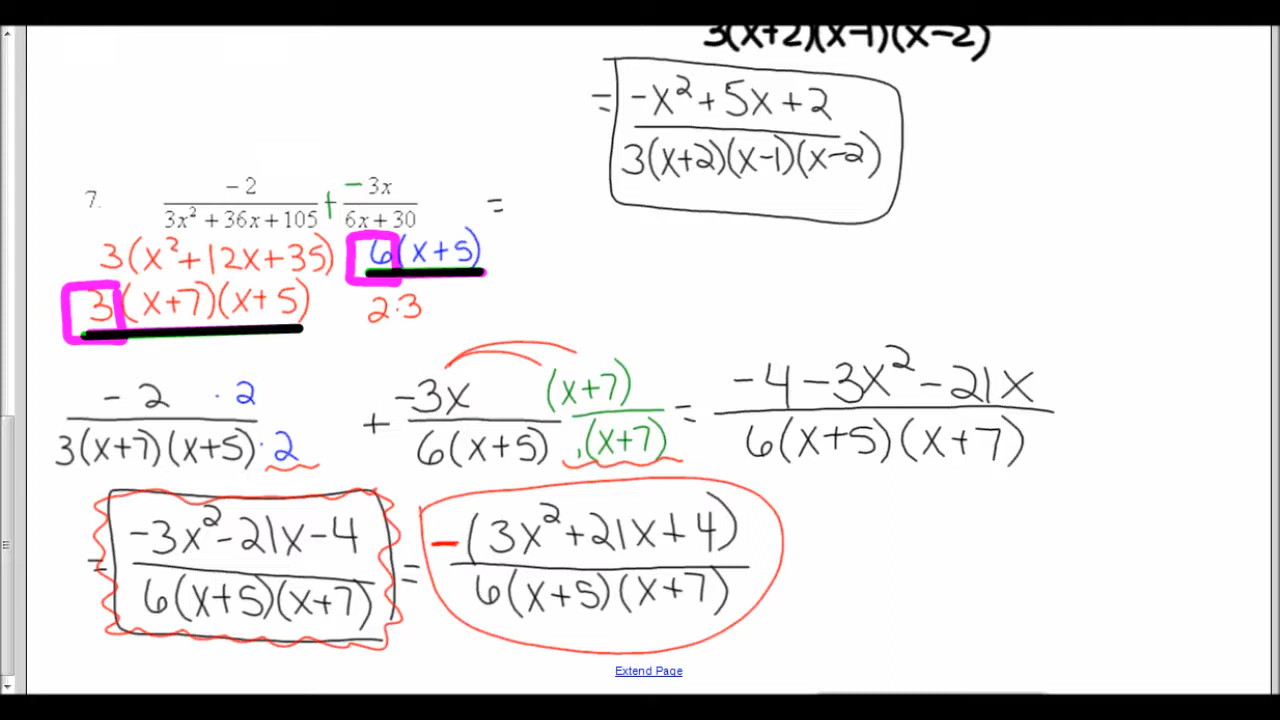 3(x+2)(x-1)(x-2)
= -x²+5x+2
3(x+2)(x-1)(x-2)
7. -2 + -3x =
3x² + 36x + 105 6x + 30
3(x²+12x+35) 6(x+5)
3(x+7)(x+5) 2·3
-2 ·2 + -3x (x+7) = -4-3x²-21x
3(x+7)(x+5)·2 6(x+5)·(x+7) 6(x+5)(x+7)
= -3x²-21x-4 = -(3x²+21x+4)
6(x+5)(x+7) 6(x+5)(x+7)
Extend Page